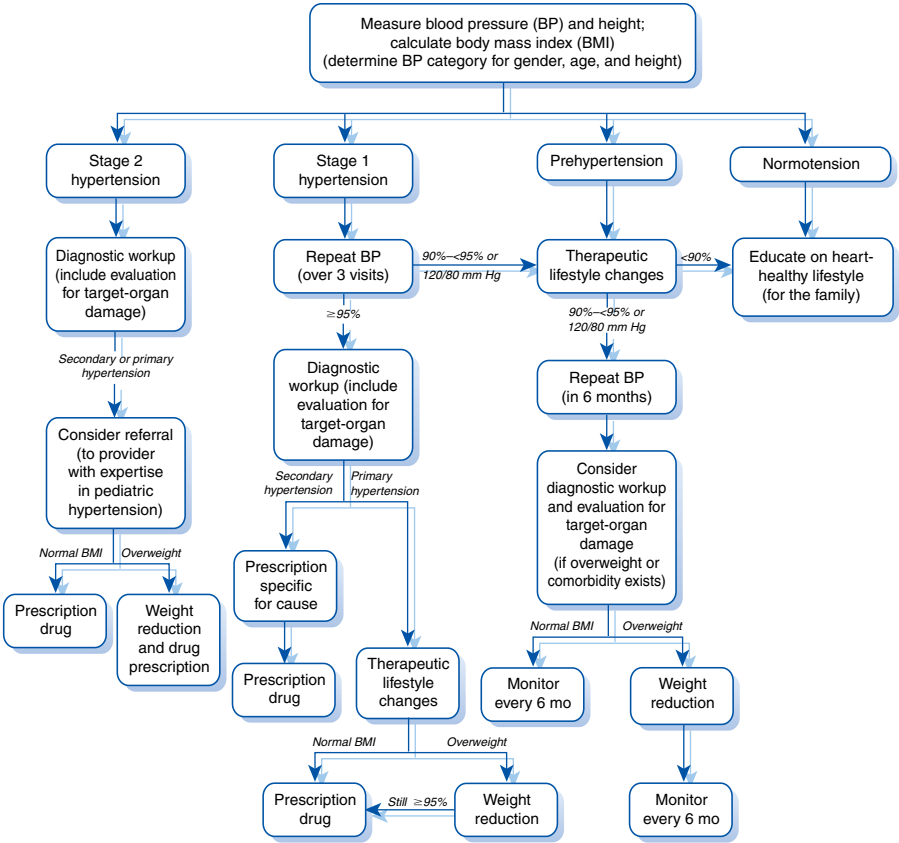 Measure blood pressure (BP) and height;
calculate body mass index (BMI)
(determine BP category for gender, age, and height)
Stage 2
hypertension
Stage 1
hypertension
Prehypertension
Normotension
Diagnostic workup
(include evaluation
for target-organ
damage)
Repeat BP
(over 3 visits)
90%–<95% or
120/80 mm Hg
Therapeutic
lifestyle changes
<90%
Educate on heart-
healthy lifestyle
(for the family)
Secondary or primary
hypertension
≥95%
90%–<95% or
120/80 mm Hg
Consider referral
(to provider
with expertise
in pediatric
hypertension)
Diagnostic
workup (include
evaluation for
target-organ
damage)
Repeat BP
(in 6 months)
Secondary
hypertension
Primary
hypertension
Consider
diagnostic workup
and evaluation for
target-organ
damage
(if overweight or
comorbidity exists)
Normal BMI
Overweight
Prescription
drug
Weight
reduction
and drug
prescription
Prescription
specific
for cause
Prescription
drug
Therapeutic
lifestyle
changes
Normal BMI
Overweight
Monitor
every 6 mo
Weight
reduction
Normal BMI
Overweight
Prescription
drug
Still ≥95%
Weight
reduction
Monitor
every 6 mo